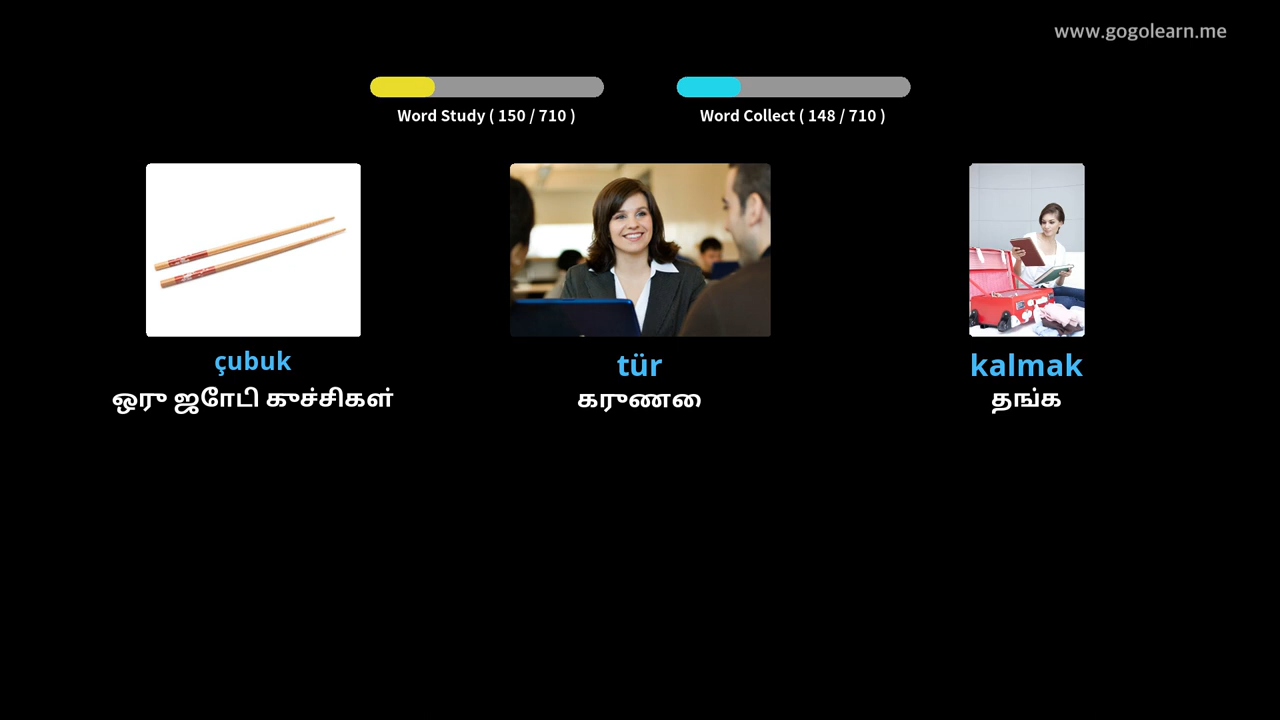 www.gogolearn.me
Word Study ( 150 / 710 )
Word Collect ( 148 / 710 )
çubuk
ஒரு ஜோடி குச்சிகள்
tür
கருணை
kalmak
தங்க